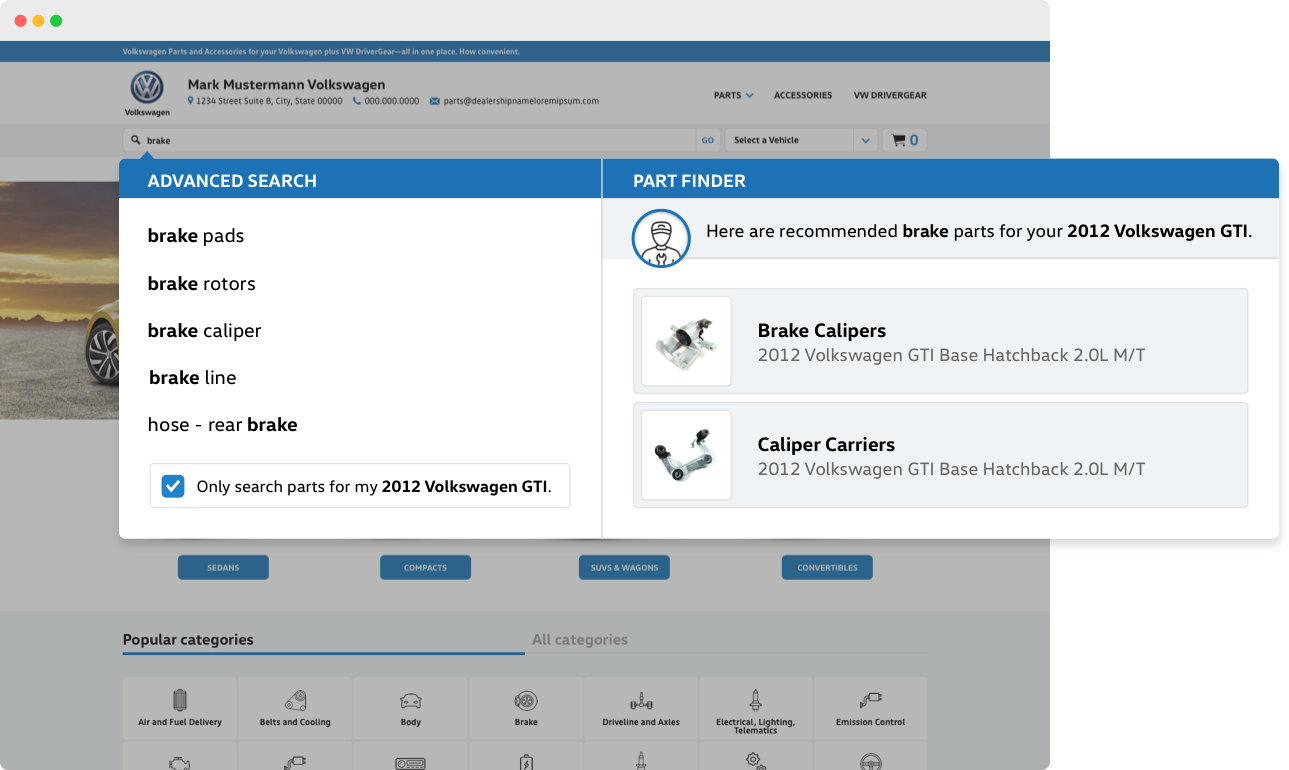 Volkswagen Parts and Accessories for your Volkswagen plus VW DriverGear—all in one place. How convenient.
Volkswagen
Mark Mustermann Volkswagen
1234 Street Suite B, City, State 00000 000.000.0000 parts@dealershipnameloremipsum.com
PARTS ACCESSORIES VW DRIVERGEAR
brake GO Select a Vehicle 0
ADVANCED SEARCH
brake pads
brake rotors
brake caliper
brake line
hose - rear brake
Only search parts for my 2012 Volkswagen GTI.
PART FINDER
Here are recommended brake parts for your 2012 Volkswagen GTI.
Brake Calipers
2012 Volkswagen GTI Base Hatchback 2.0L M/T
Caliper Carriers
2012 Volkswagen GTI Base Hatchback 2.0L M/T
SEDANS COMPACTS SUVS & WAGONS CONVERTIBLES
Popular categories All categories
Air and Fuel Delivery
Belts and Cooling
Body
Brake
Driveline and Axles
Electrical, Lighting,
Telematics
Emission Control